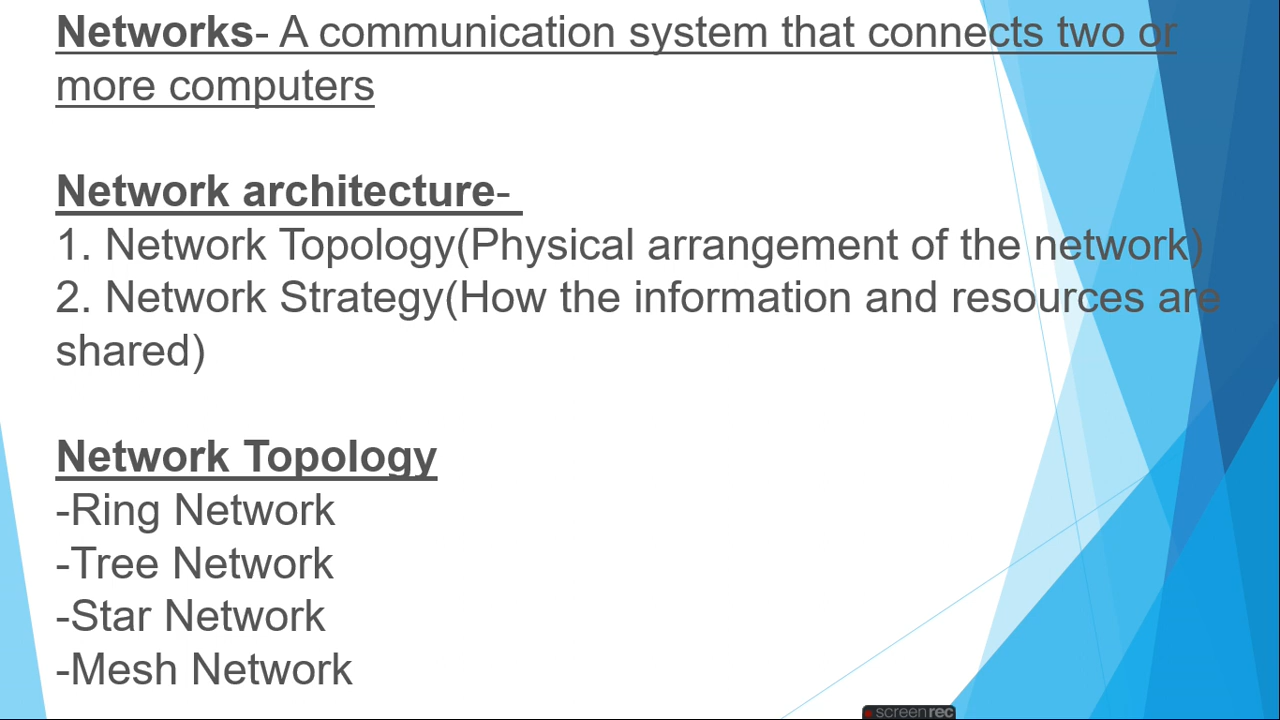 Networks- A communication system that connects two or
more computers
Network architecture-
1. Network Topology(Physical arrangement of the network)
2. Network Strategy(How the information and resources are
shared)
Network Topology
-Ring Network
-Tree Network
-Star Network
-Mesh Network
screenrec